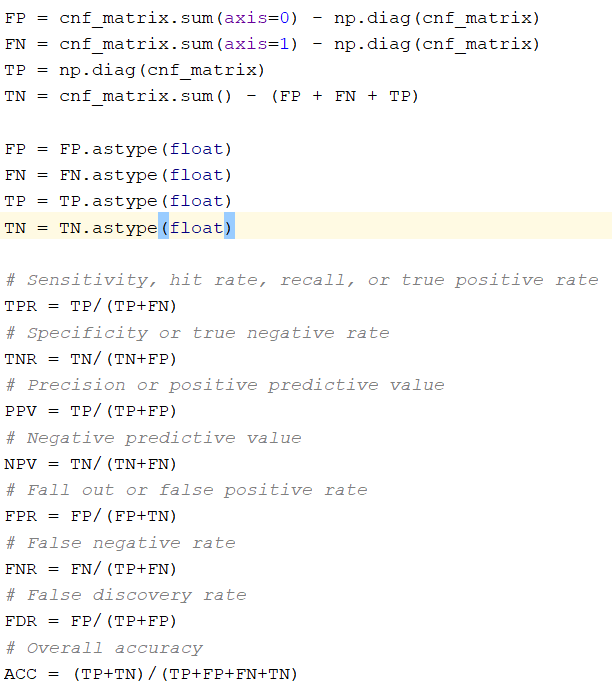 FP = cnf_matrix.sum(axis=0) - np.diag(cnf_matrix)
FN = cnf_matrix.sum(axis=1) - np.diag(cnf_matrix)
TP = np.diag(cnf_matrix)
TN = cnf_matrix.sum() - (FP + FN + TP)

FP = FP.astype(float)
FN = FN.astype(float)
TP = TP.astype(float)
TN = TN.astype(float)

# Sensitivity, hit rate, recall, or true positive rate
TPR = TP/(TP+FN)
# Specificity or true negative rate
TNR = TN/(TN+FP)
# Precision or positive predictive value
PPV = TP/(TP+FP)
# Negative predictive value
NPV = TN/(TN+FN)
# Fall out or false positive rate
FPR = FP/(FP+TN)
# False negative rate
FNR = FN/(TP+FN)
# False discovery rate
FDR = FP/(TP+FP)
# Overall accuracy
ACC = (TP+TN)/(TP+FP+FN+TN)